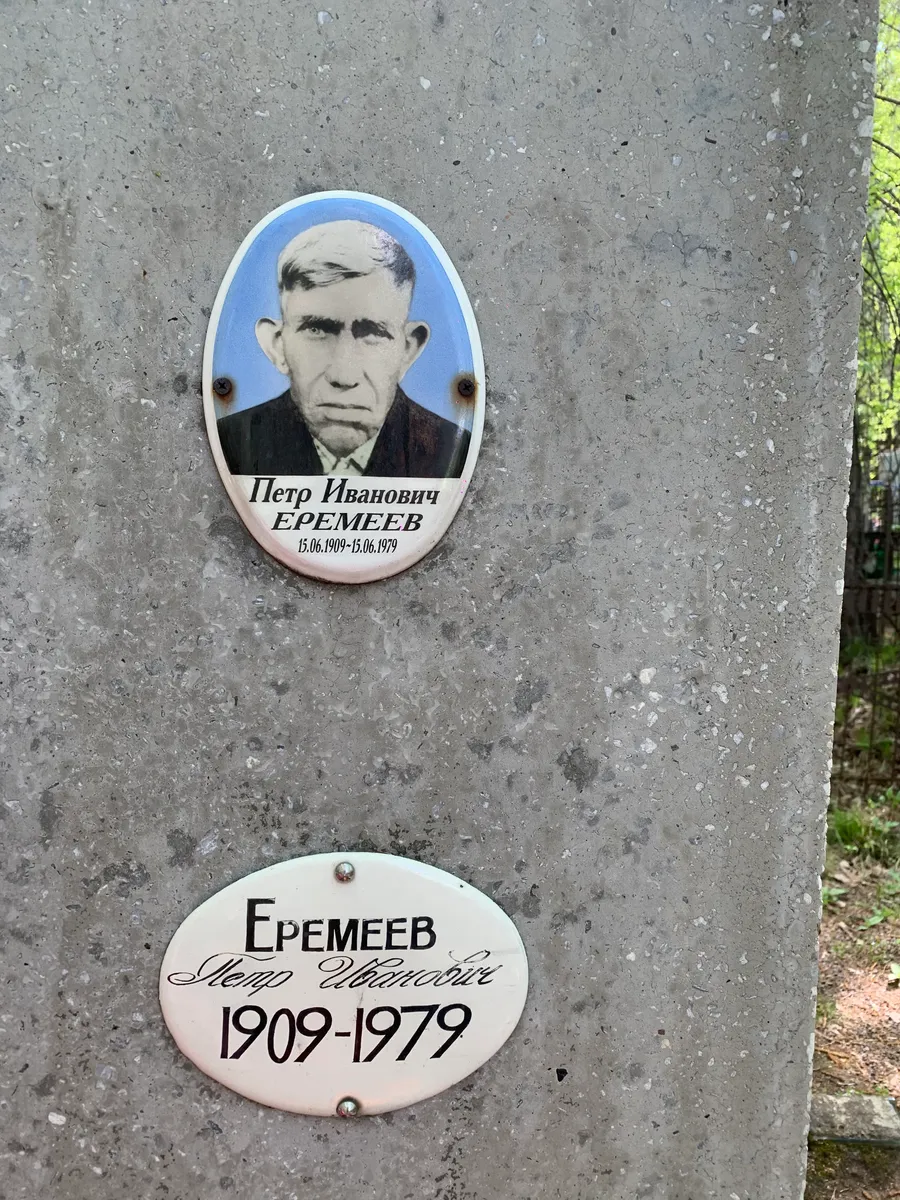 Петр Иванович
ЕРЕМЕЕВ
15.06.1909-15.06.1979
ЕРЕМЕЕВ
Петр Иванович
1909-1979